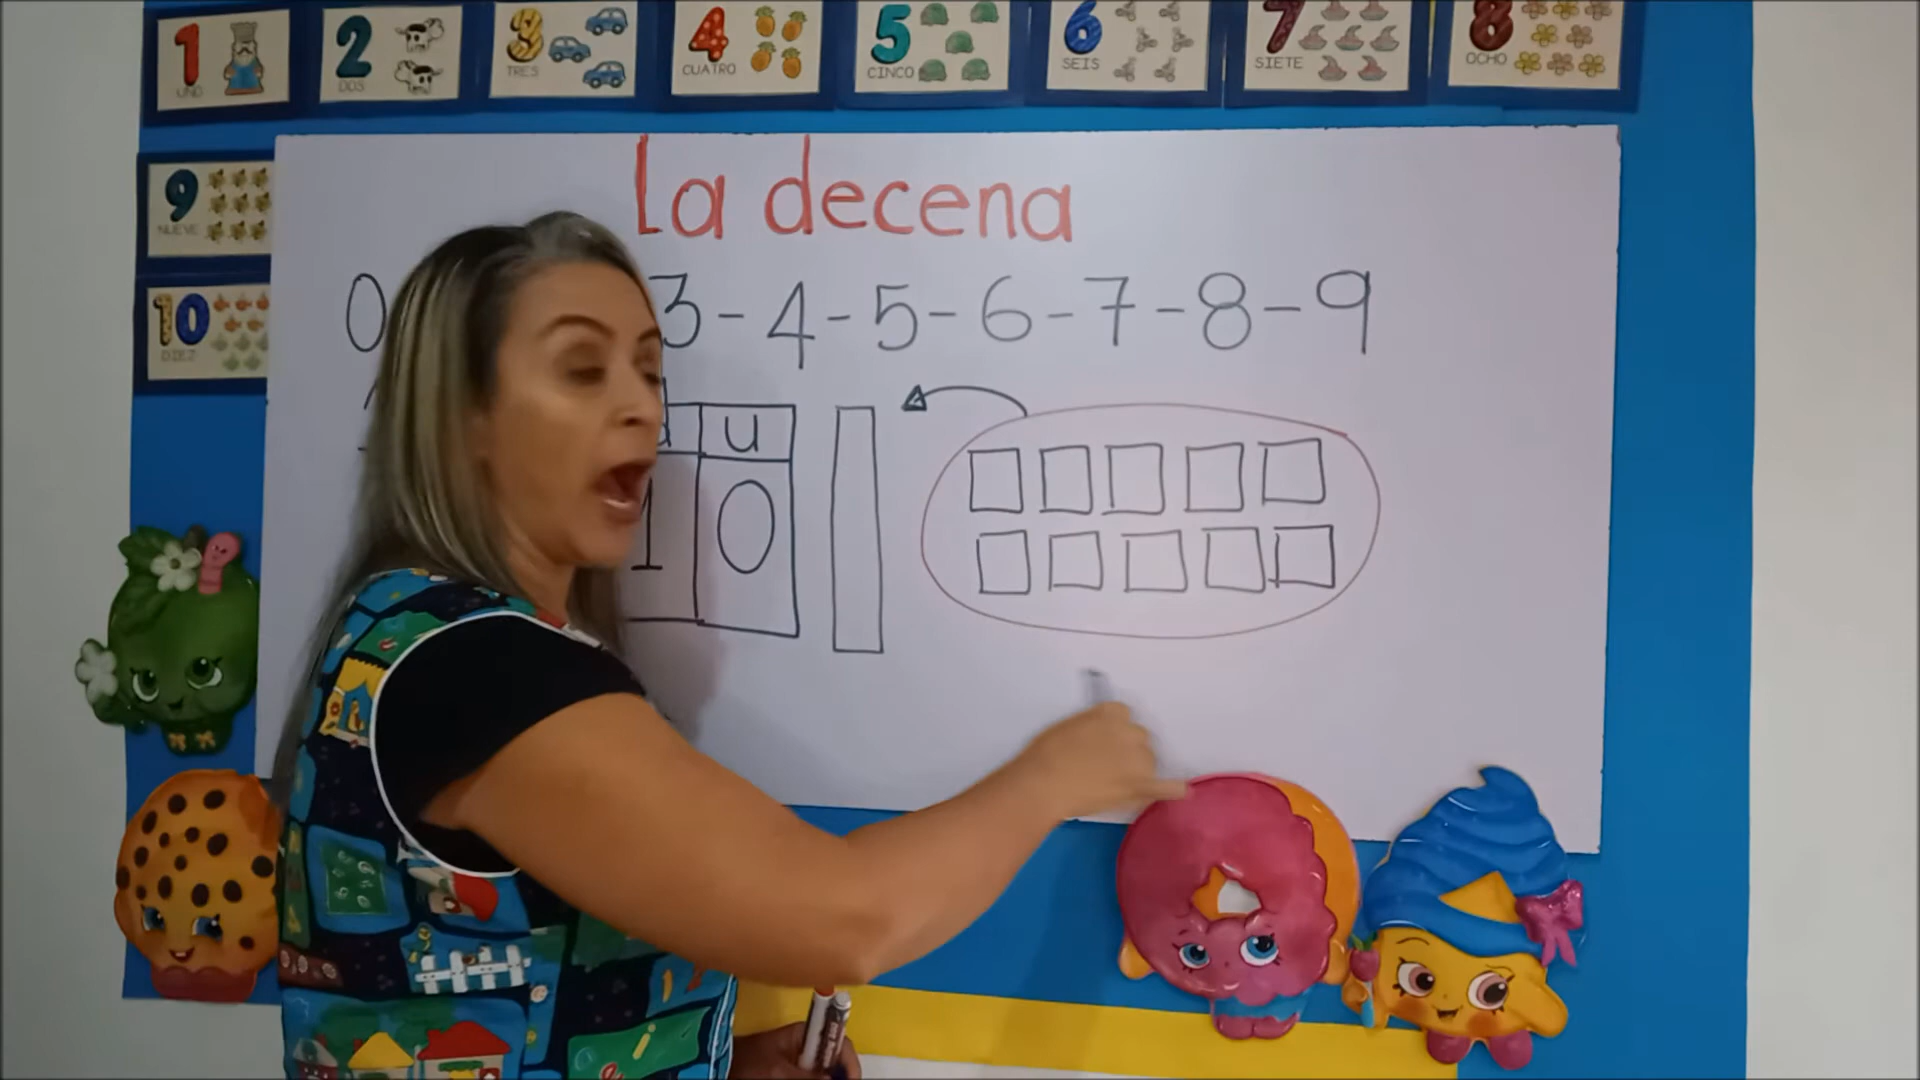 1 UNO
2 DOS
3 TRES
4 CUATRO
5 CINCO
6 SEIS
7 SIETE
8 OCHO
9 NUEVE
10 DIEZ
La decena
0 3 - 4 - 5 - 6 - 7 - 8 - 9
d u
1 0